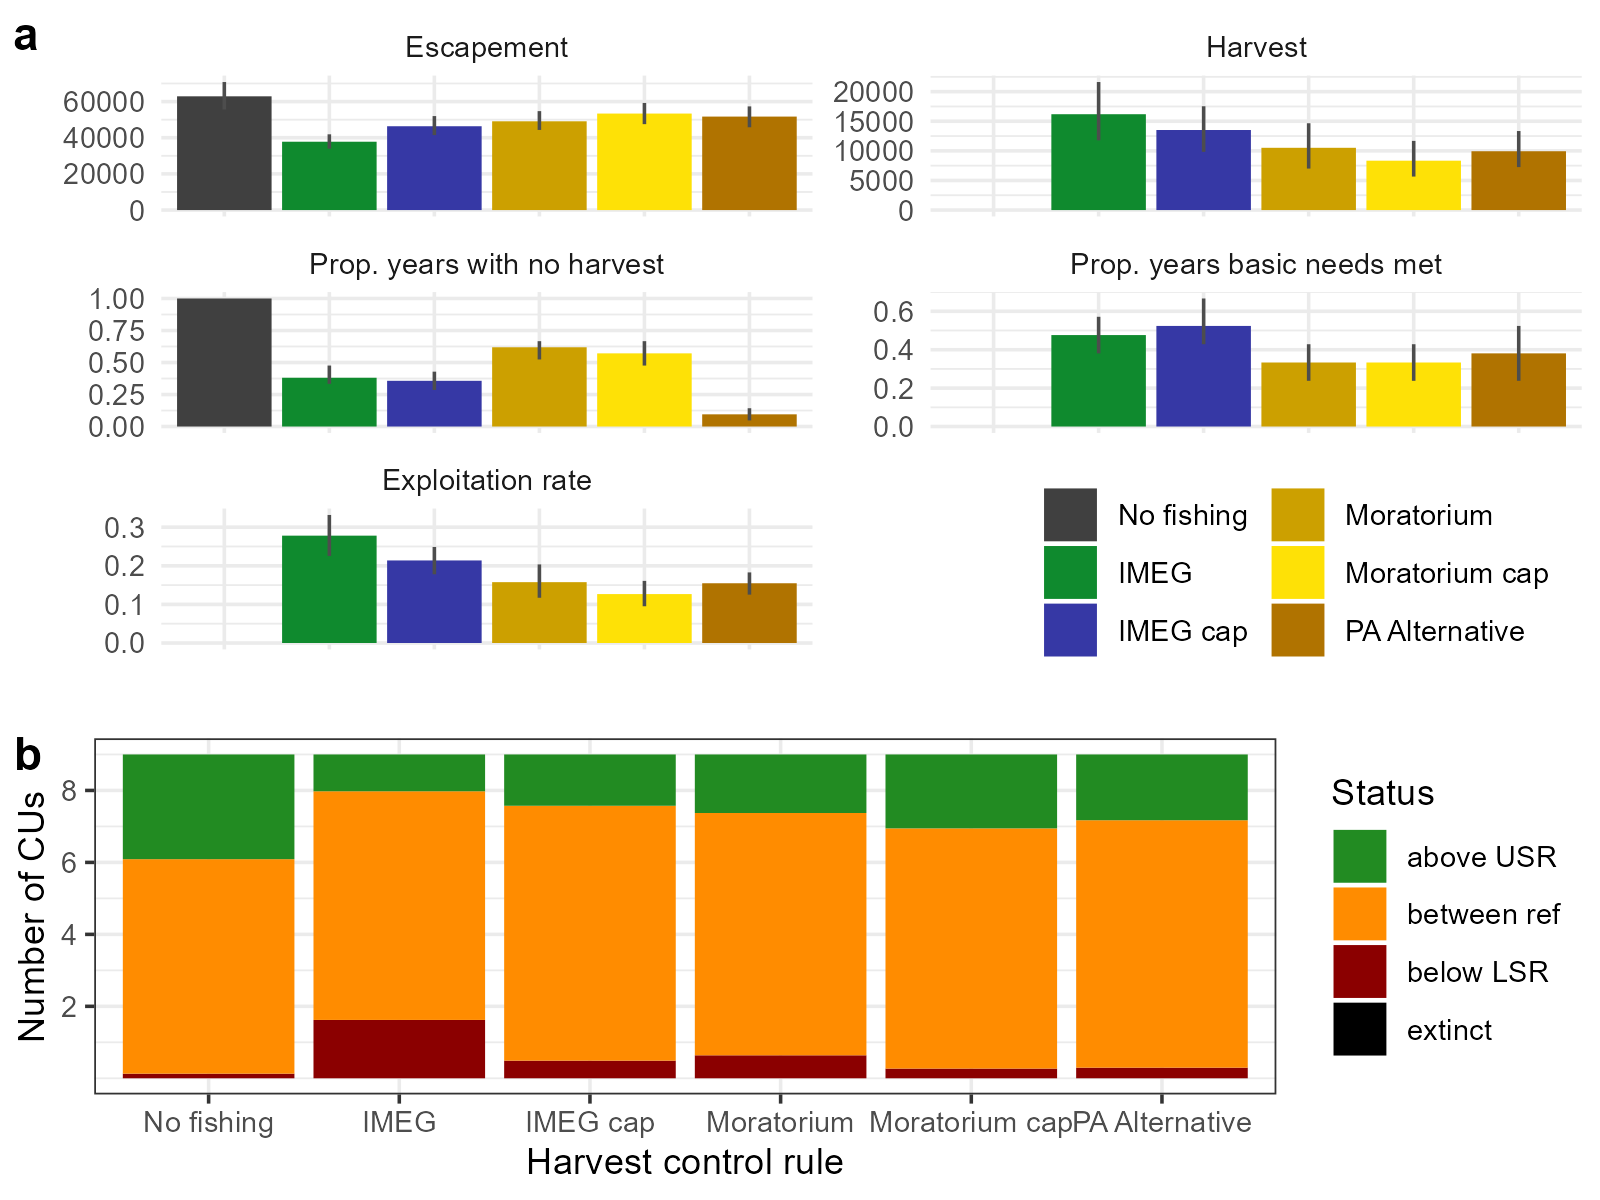 a
Escapement
60000
40000
20000
0
Harvest
20000
15000
10000
5000
0
Prop. years with no harvest
1.00
0.75
0.50
0.25
0.00
Prop. years basic needs met
0.6
0.4
0.2
0.0
Exploitation rate
0.3
0.2
0.1
0.0
No fishing
IMEG
IMEG cap
Moratorium
Moratorium cap
PA Alternative
b
Number of CUs
8
6
4
2
No fishing
IMEG
IMEG cap
Moratorium
Moratorium cap
PA Alternative
Harvest control rule
Status
above USR
between ref
below LSR
extinct